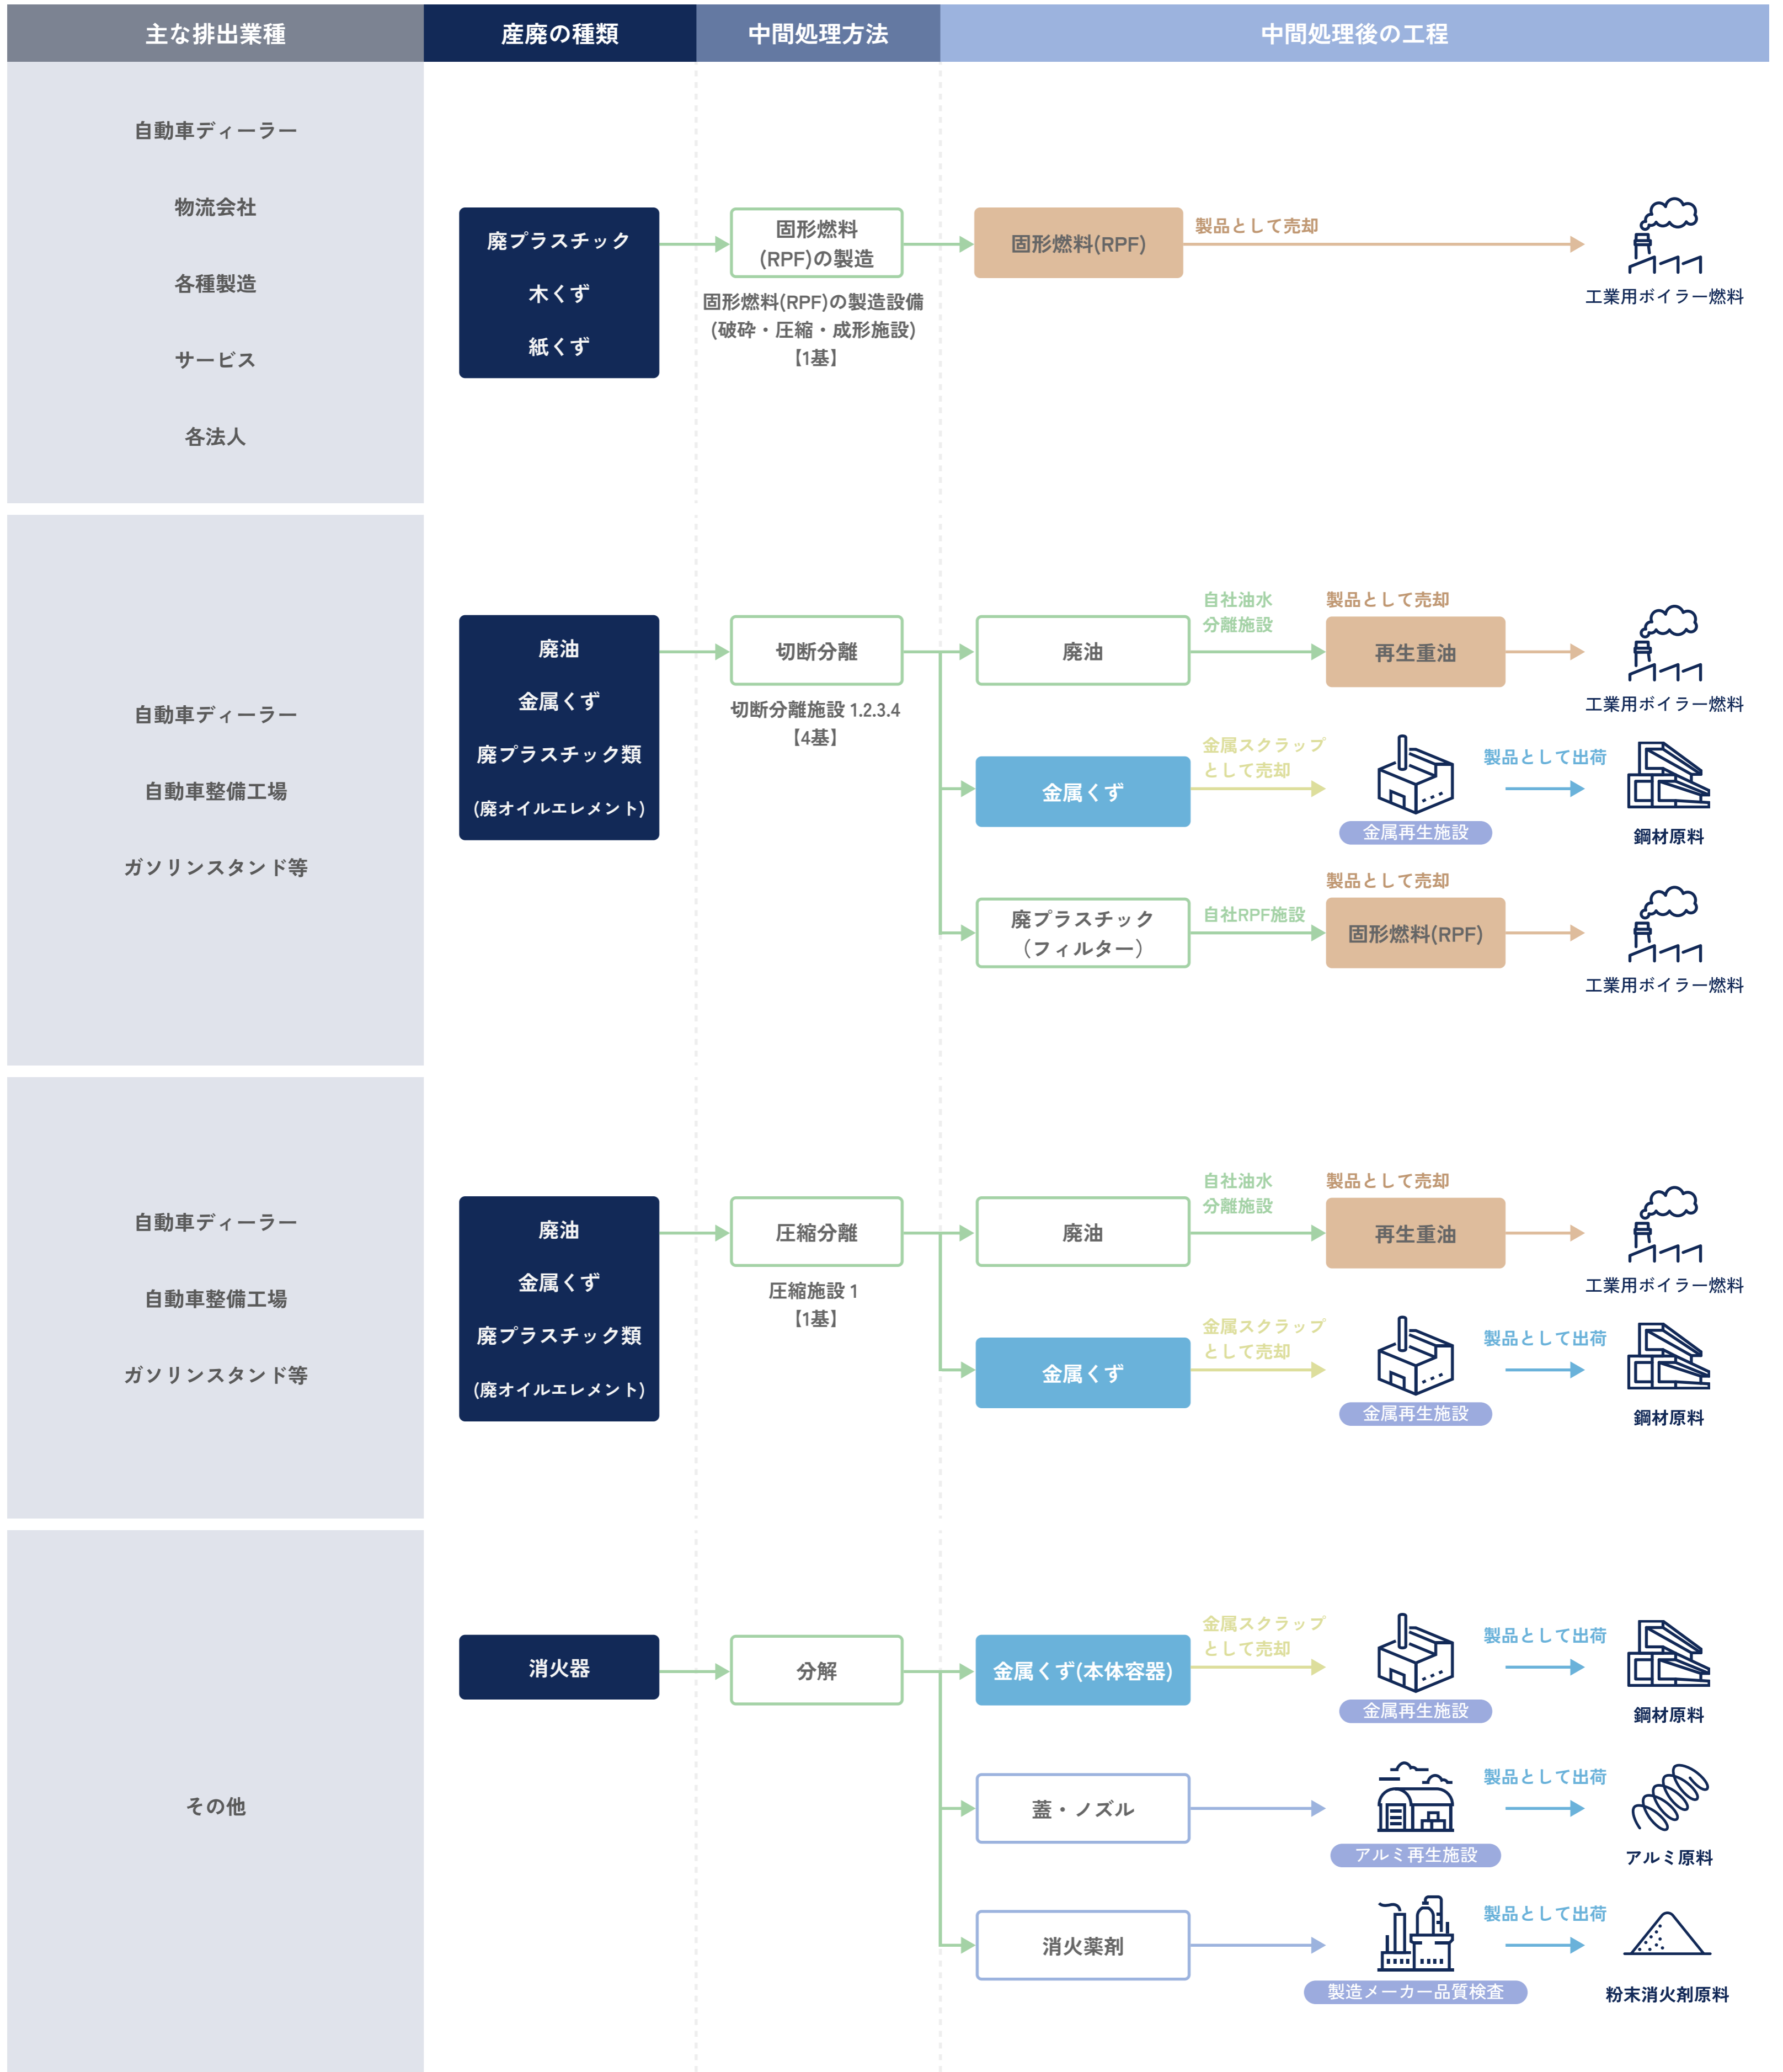 主な排出業種
産廃の種類
中間処理方法
中間処理後の工程
自動車ディーラー
物流会社
各種製造
サービス
各法人
廃プラスチック
木くず
紙くず
固形燃料
(RPF)の製造
固形燃料(RPF)の製造設備
(破砕・圧縮・成形施設)
【1基】
固形燃料(RPF)
製品として売却
工業用ボイラー燃料
自動車ディーラー
自動車整備工場
ガソリンスタンド等
廃油
金属くず
廃プラスチック類
(廃オイルエレメント)
切断分離
切断分離施設 1.2.3.4
【4基】
廃油
自社油水
分離施設
製品として売却
再生重油
工業用ボイラー燃料
金属くず
金属スクラップ
として売却
金属再生施設
製品として出荷
鋼材原料
廃プラスチック
（フィルター）
自社RPF施設
製品として売却
固形燃料(RPF)
工業用ボイラー燃料
自動車ディーラー
自動車整備工場
ガソリンスタンド等
廃油
金属くず
廃プラスチック類
(廃オイルエレメント)
圧縮分離
圧縮施設 1
【1基】
廃油
自社油水
分離施設
製品として売却
再生重油
工業用ボイラー燃料
金属くず
金属スクラップ
として売却
金属再生施設
製品として出荷
鋼材原料
その他
消火器
分解
金属くず(本体容器)
金属スクラップ
として売却
金属再生施設
製品として出荷
鋼材原料
蓋・ノズル
アルミ再生施設
製品として出荷
アルミ原料
消火薬剤
製造メーカー品質検査
製品として出荷
粉末消火剤原料